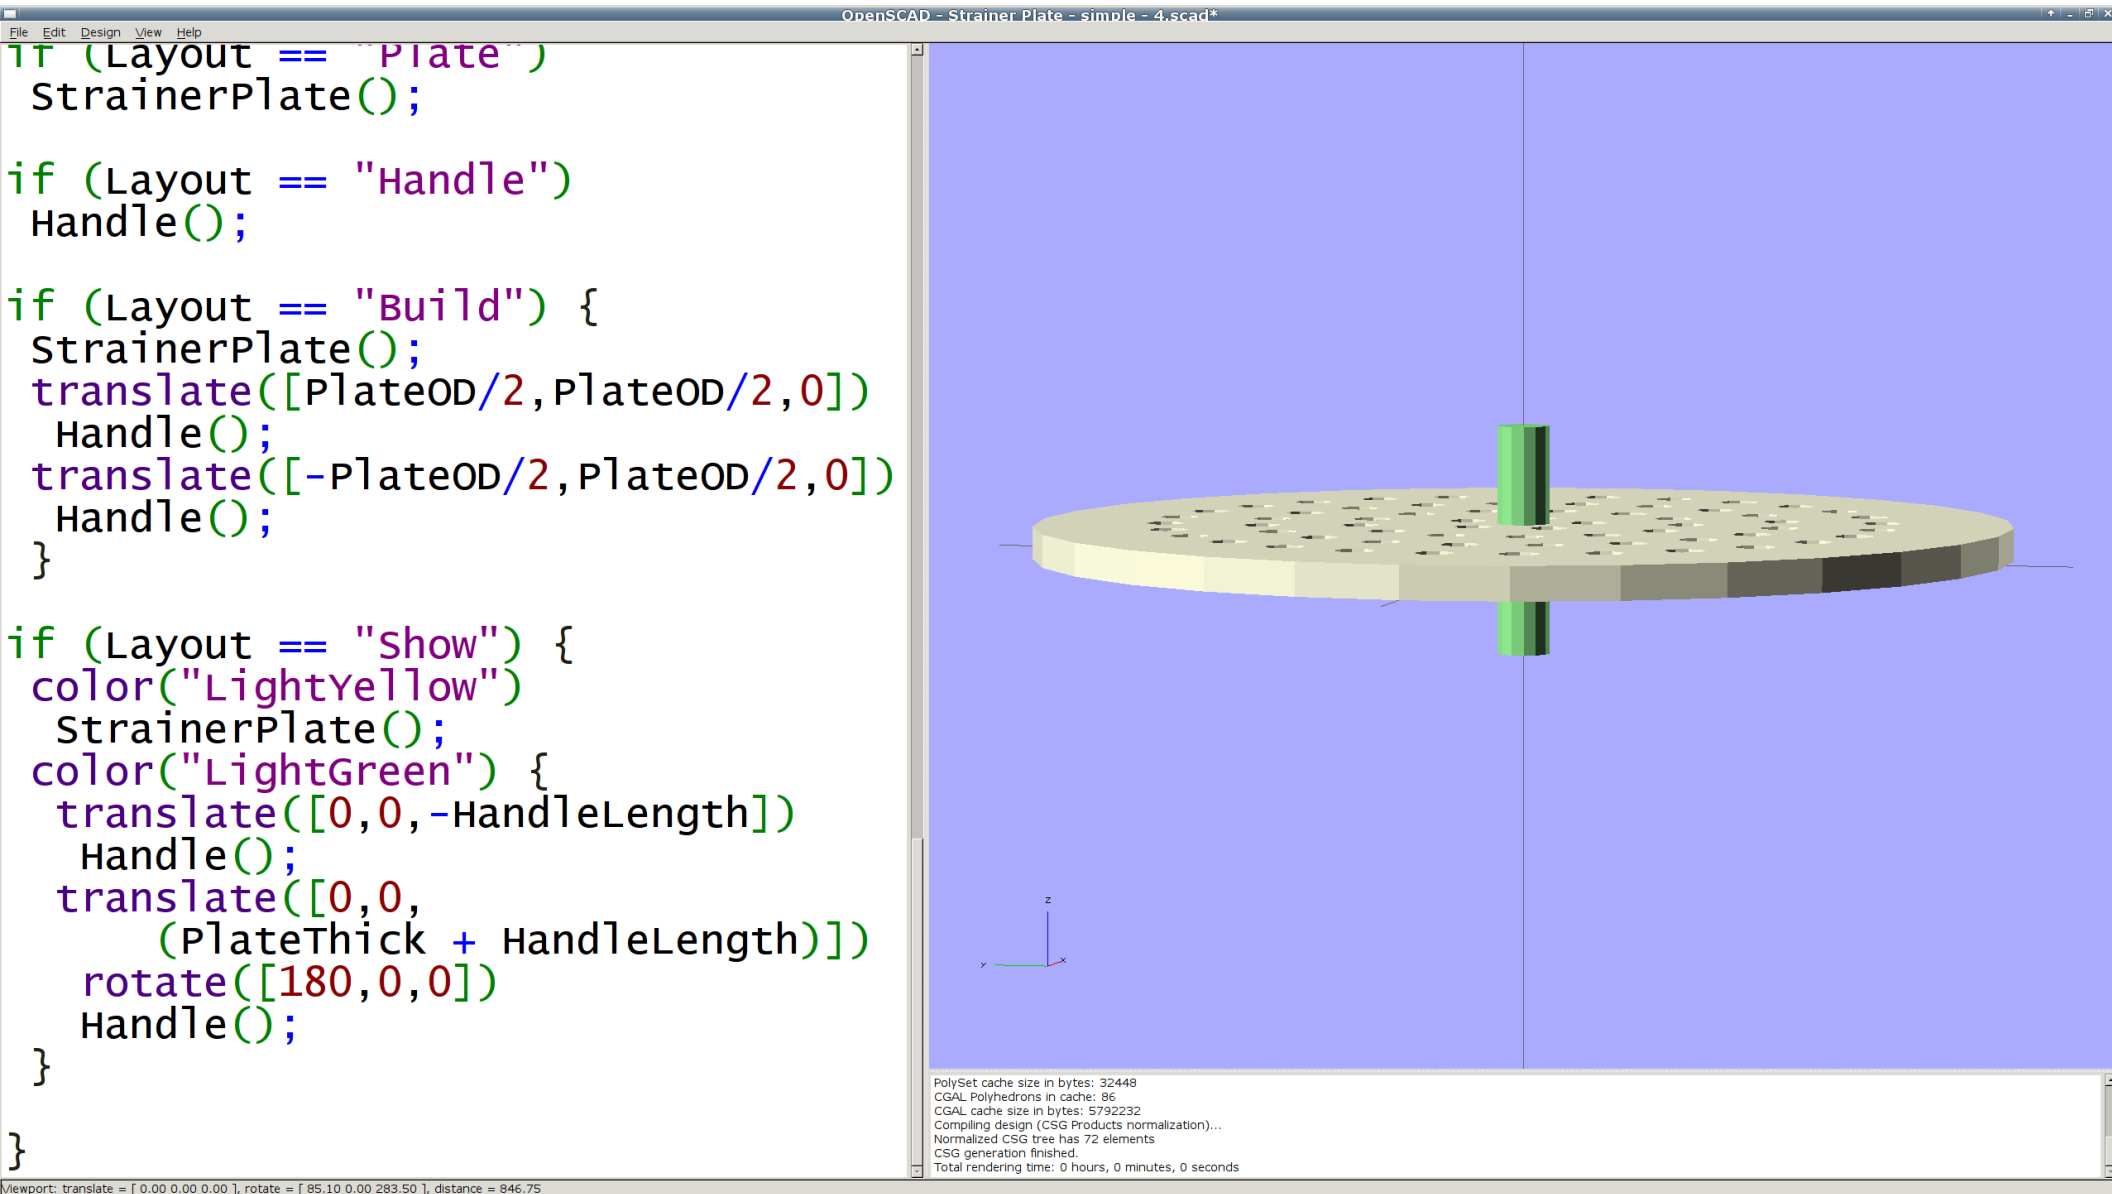 OpenSCAD - Strainer Plate - simple - 4.scad*
File Edit Design View Help
if (Layout == "Plate")
StrainerPlate();
if (Layout == "Handle")
Handle();
if (Layout == "Build") {
StrainerPlate();
translate([PlateOD/2,PlateOD/2,0])
Handle();
translate([-PlateOD/2,PlateOD/2,0])
Handle();
}
if (Layout == "Show") {
color("LightYellow")
StrainerPlate();
color("LightGreen") {
translate([0,0,-HandleLength])
Handle();
translate([0,0,
(PlateThick + HandleLength)])
rotate([180,0,0])
Handle();
}
}
z
y
x
PolySet cache size in bytes: 32448
CGAL Polyhedrons in cache: 86
CGAL cache size in bytes: 5792232
Compiling design (CSG Products normalization)...
Normalized CSG tree has 72 elements
CSG generation finished.
Total rendering time: 0 hours, 0 minutes, 0 seconds
Viewport: translate = [ 0.00 0.00 0.00 ], rotate = [ 85.10 0.00 283.50 ], distance = 846.75